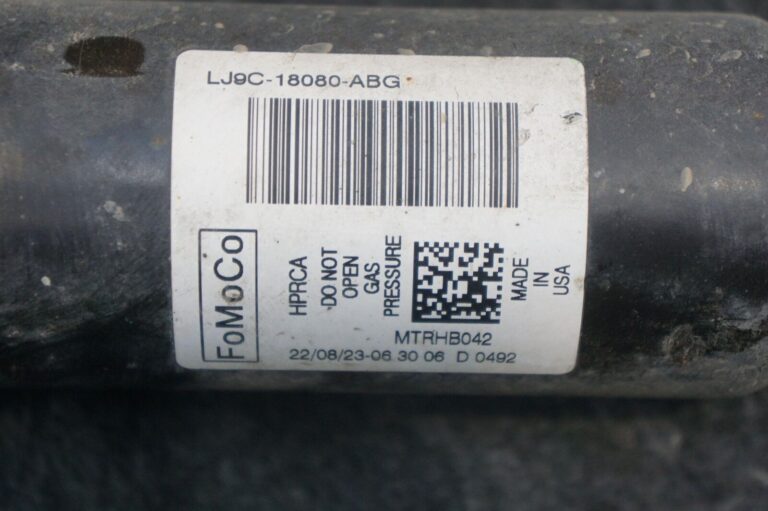 LJ9C-18080-ABG
FoMoCo
HPRCA
DO NOT
OPEN
GAS
PRESSURE
MADE
IN
USA
MTRHB042
22/08/23-06 30 06 D 0492